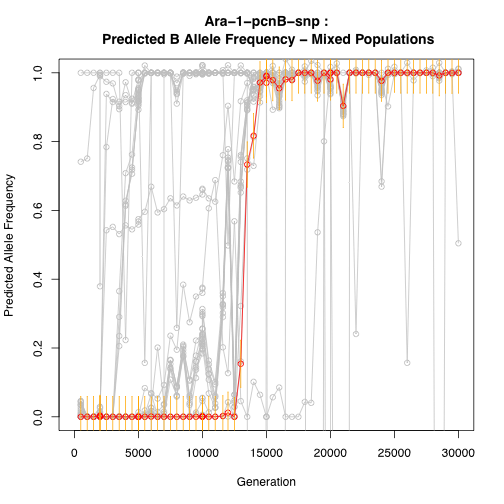 Ara−1−pcnB−snp :
Predicted B Allele Frequency − Mixed Populations
Predicted Allele Frequency
1.0
0.8
0.6
0.4
0.2
0.0
0 5000 10000 15000 20000 25000 30000
Generation